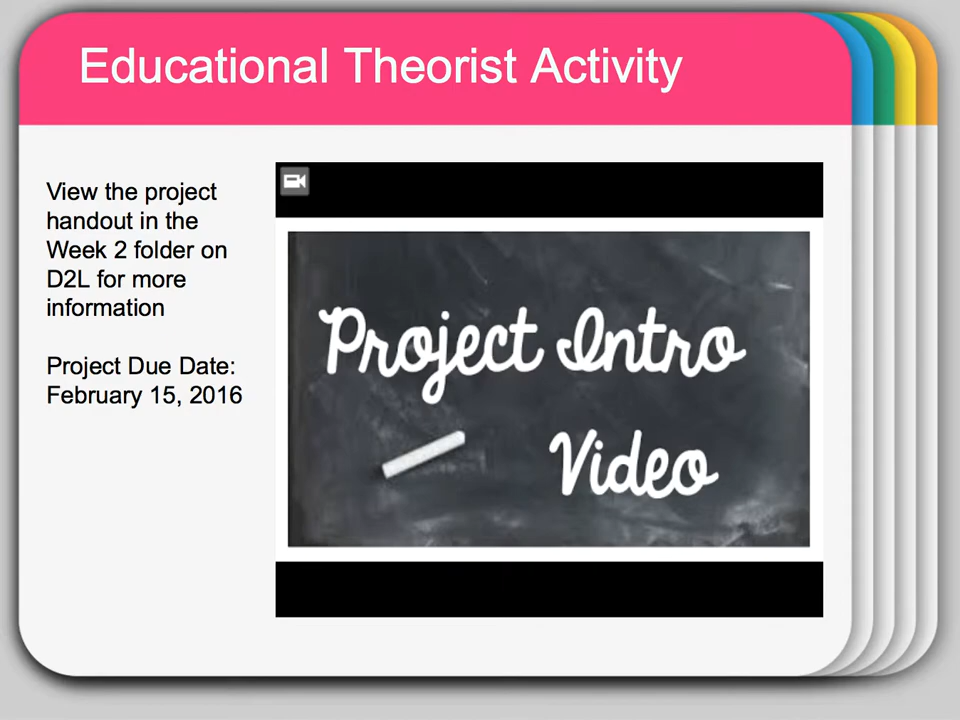 Educational Theorist Activity
View the project
handout in the
Week 2 folder on
D2L for more
information
Project Due Date:
February 15, 2016
Project Intro
Video